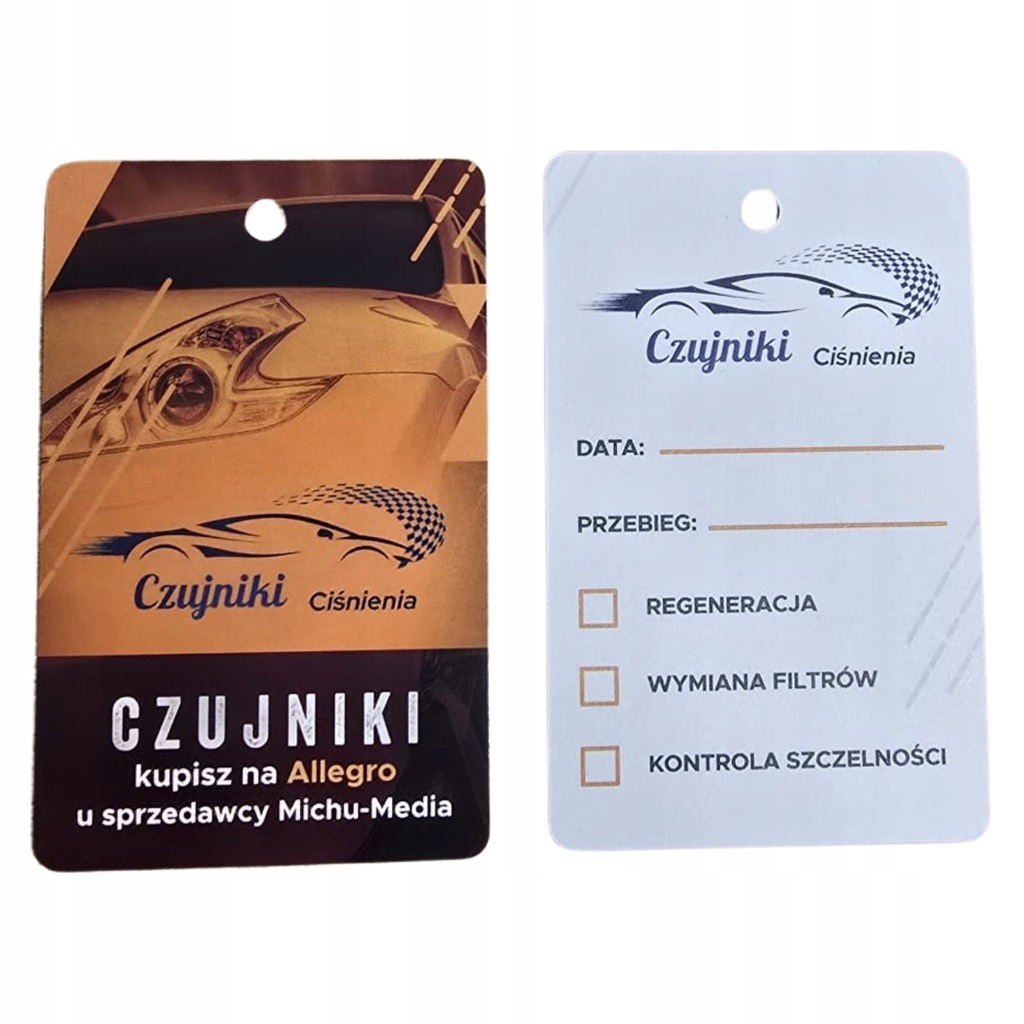 Czujniki Ciśnienia
CZUJNIKI
kupisz na Allegro
u sprzedawcy Michu-Media
Czujniki Ciśnienia
DATA:
PRZEBIEG:
REGENERACJA
WYMIANA FILTRÓW
KONTROLA SZCZELNOŚCI